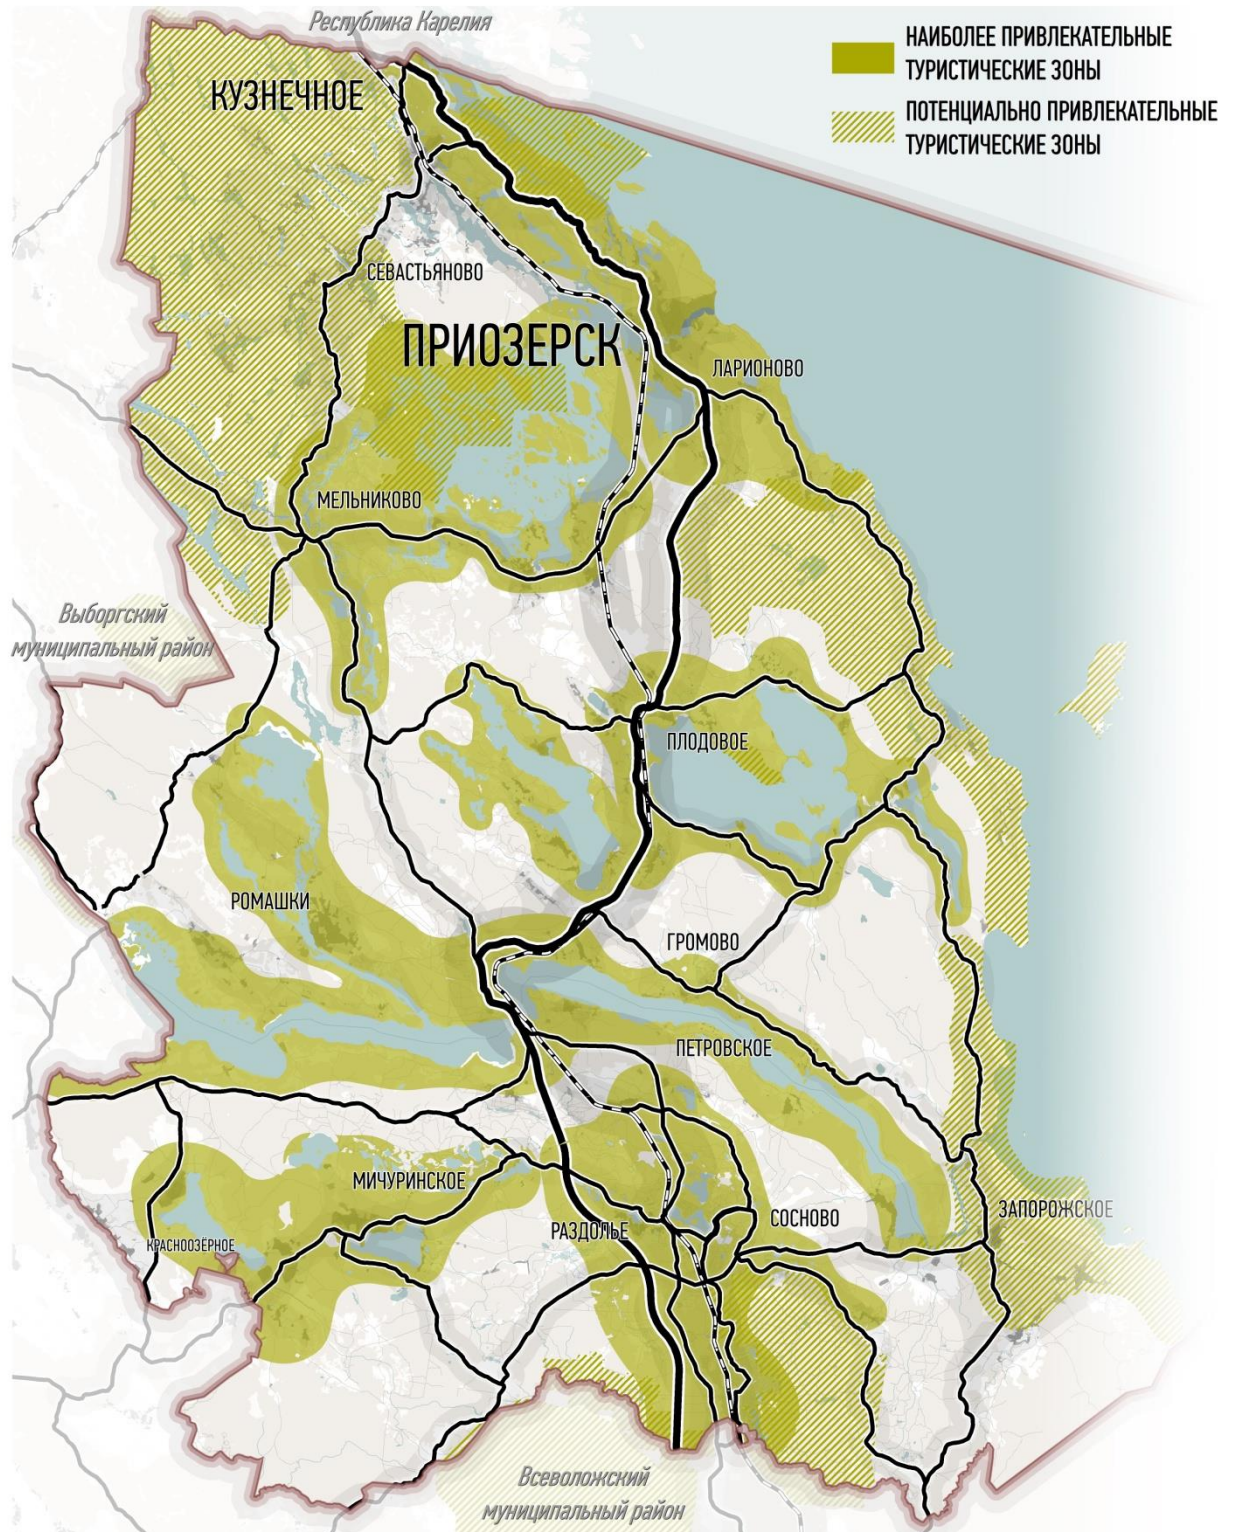 Республика Карелия
НАИБОЛЕЕ ПРИВЛЕКАТЕЛЬНЫЕ
ТУРИСТИЧЕСКИЕ ЗОНЫ
ПОТЕНЦИАЛЬНО ПРИВЛЕКАТЕЛЬНЫЕ
ТУРИСТИЧЕСКИЕ ЗОНЫ
КУЗНЕЧНОЕ
СЕВАСТЬЯНОВО
ПРИОЗЕРСК
ЛАРИОНОВО
МЕЛЬНИКОВО
Выборгский
муниципальный район
ПЛОДОВОЕ
РОМАШКИ
ГРОМОВО
ПЕТРОВСКОЕ
МИЧУРИНСКОЕ
ЗАПОРОЖСКОЕ
СОСНОВО
РАЗДОЛЬЕ
КРАСНООЗЁРНОЕ
Всеволожский
муниципальный район